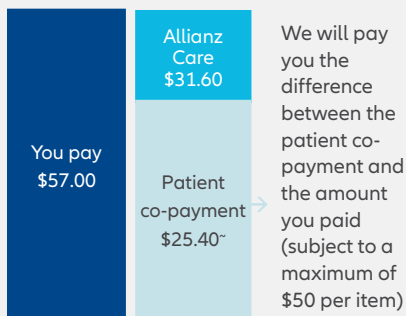 You pay
$57.00
Allianz
Care
$31.60
Patient
co-payment
$25.40~
We will pay
you the
difference
between the
patient co-
payment and
the amount
you paid
(subject to a
maximum of
$50 per item)